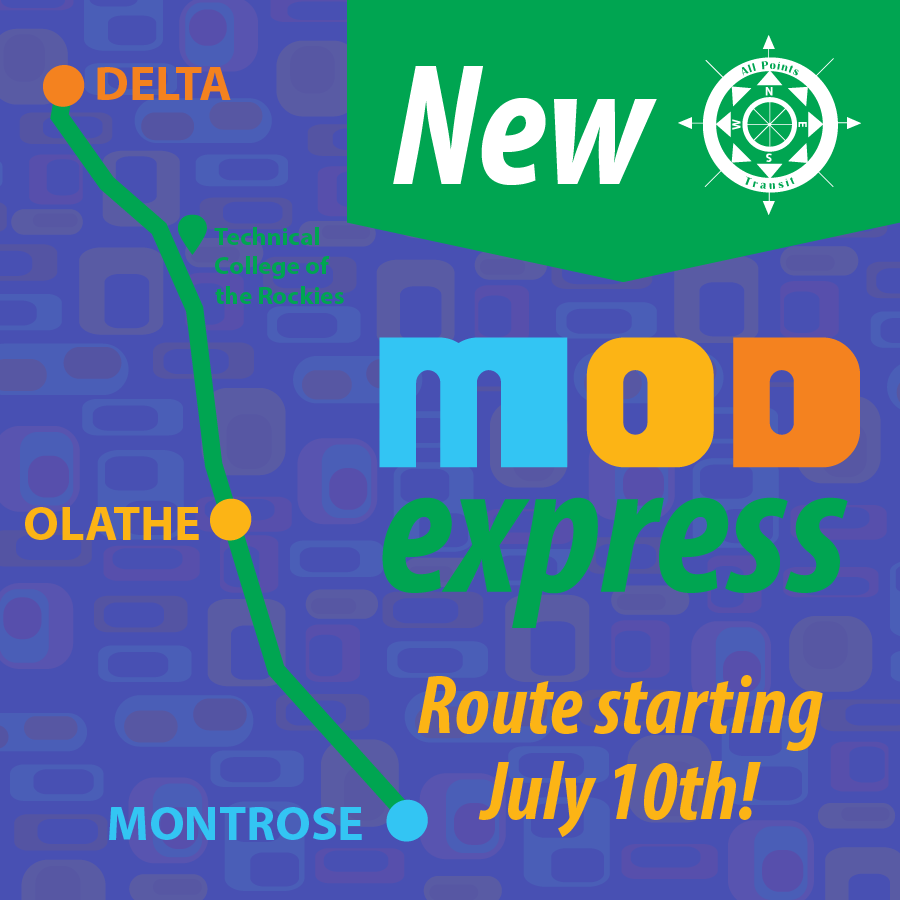 New
All Points
N
W E
S
Transit
DELTA
Technical
College of
the Rockies
MOD
express
OLATHE
Route starting
July 10th!
MONTROSE